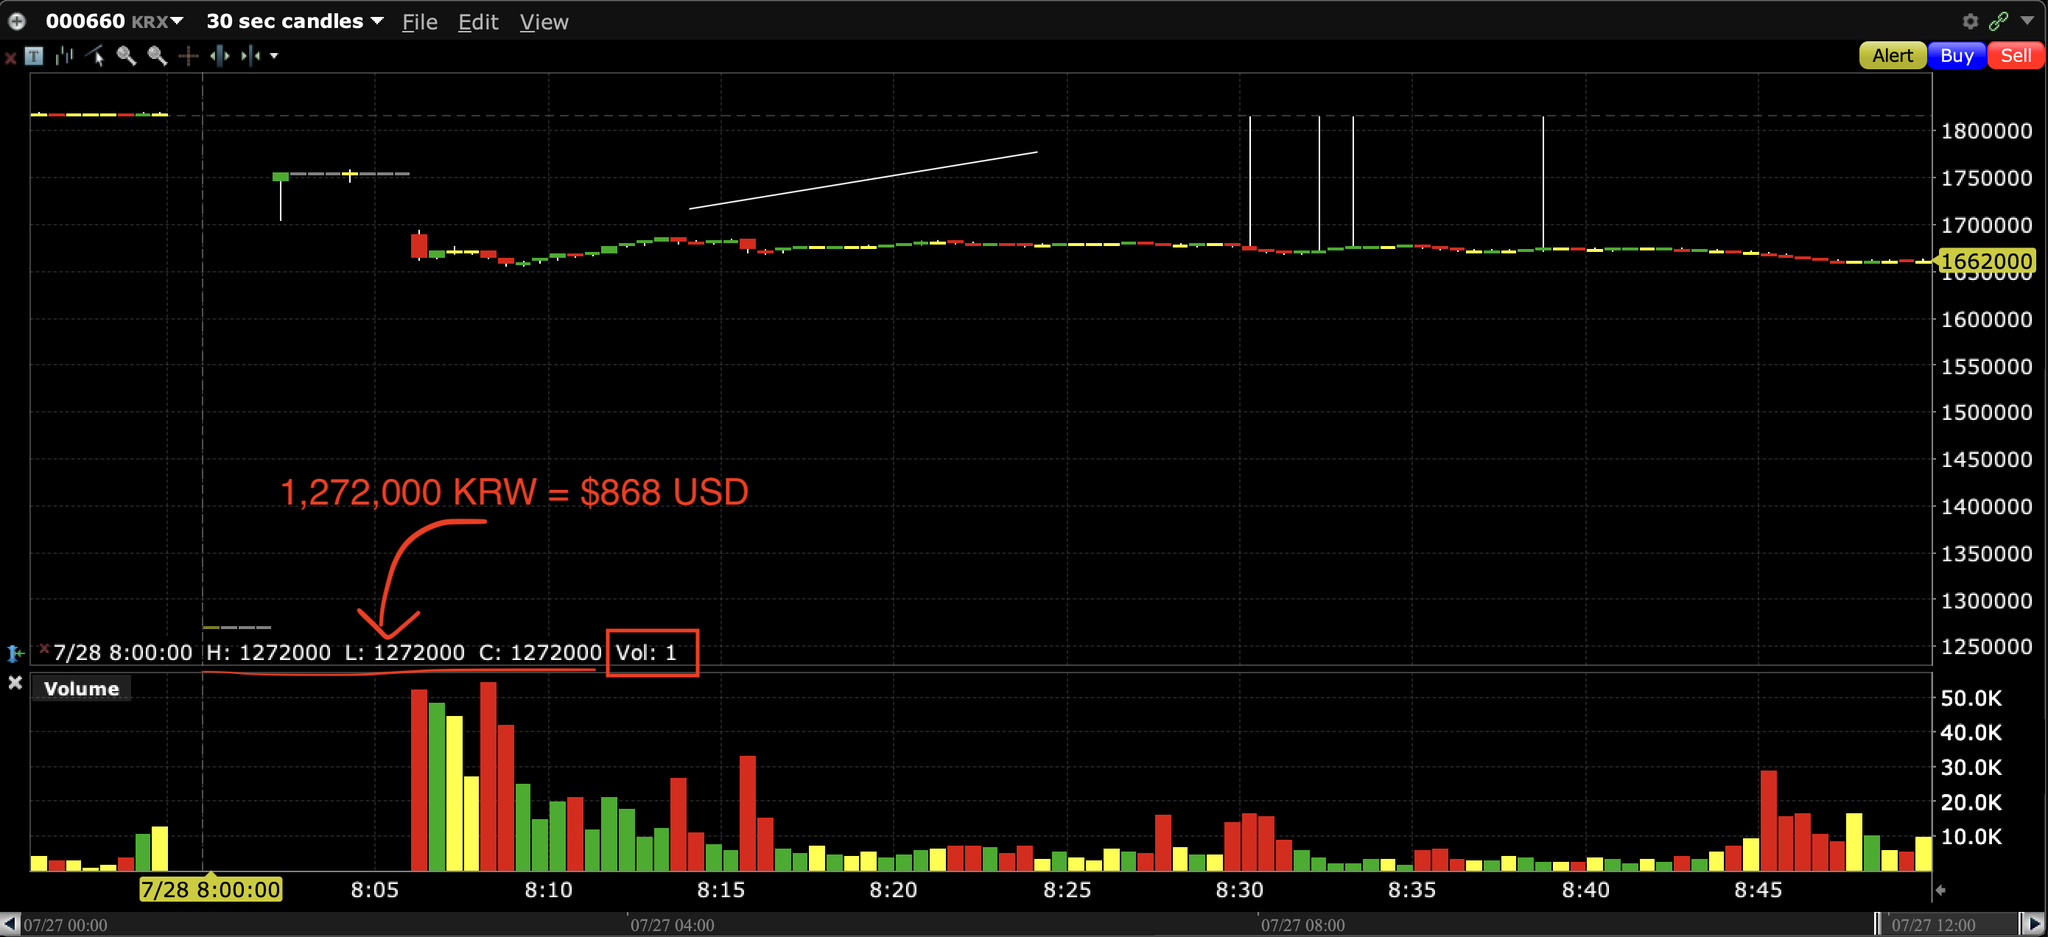 000660 KRX 30 sec candles File Edit View
T Alert Buy Sell
1800000
1750000
1700000
1662000
1650000
1600000
1550000
1500000
1450000
1,272,000 KRW = $868 USD
1400000
1350000
1300000
1250000
7/28 8:00:00 H: 1272000 L: 1272000 C: 1272000 Vol: 1
Volume
50.0K
40.0K
30.0K
20.0K
10.0K
7/28 8:00:00 8:05 8:10 8:15 8:20 8:25 8:30 8:35 8:40 8:45
07/27 00:00 07/27 04:00 07/27 08:00 07/27 12:00